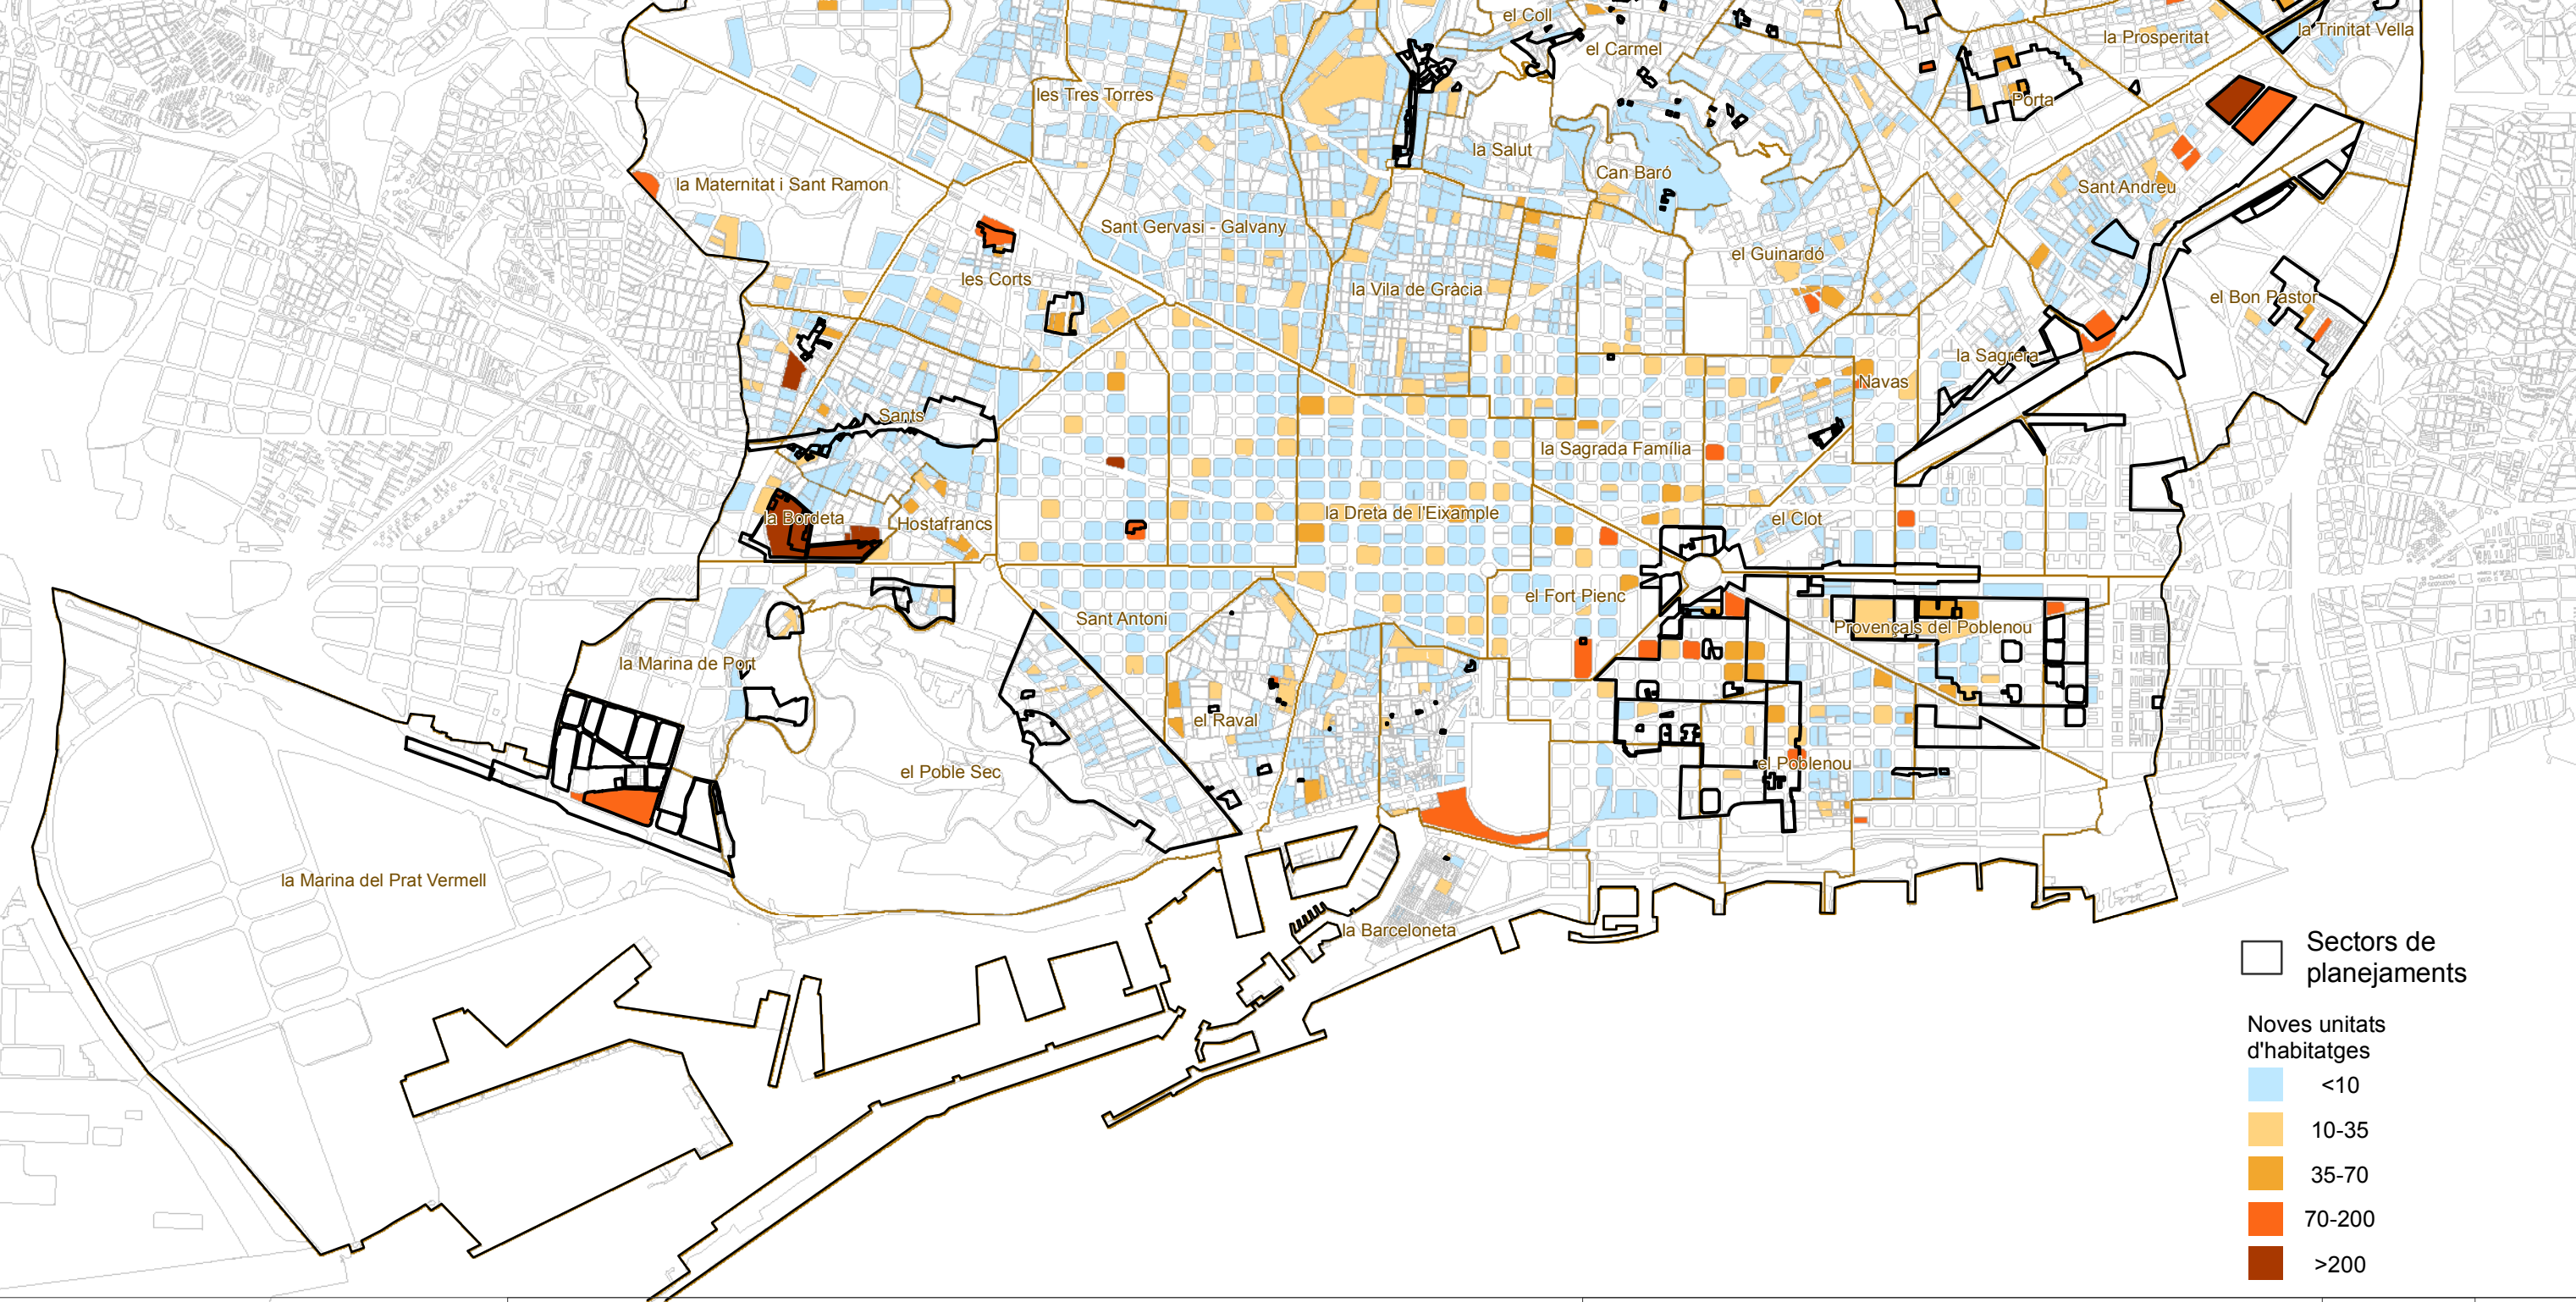 el Coll
la Trinitat Vella
la Prosperitat
el Carmel
les Tres Torres
Porta
la Salut
Can Baró
la Maternitat i Sant Ramon
Sant Andreu
Sant Gervasi - Galvany
el Guinardó
les Corts
la Vila de Gràcia
el Bon Pastor
la Sagrera
Navas
Sants
la Sagrada Família
la Dreta de l'Eixample
la Bordeta
Hostafrancs
el Clot
el Fort Pienc
Sant Antoni
Provençals del Poblenou
la Marina de Port
el Raval
el Poble Sec
el Poblenou
la Marina del Prat Vermell
la Barceloneta
Sectors de
planejaments
Noves unitats
d'habitatges
<10
10-35
35-70
70-200
>200